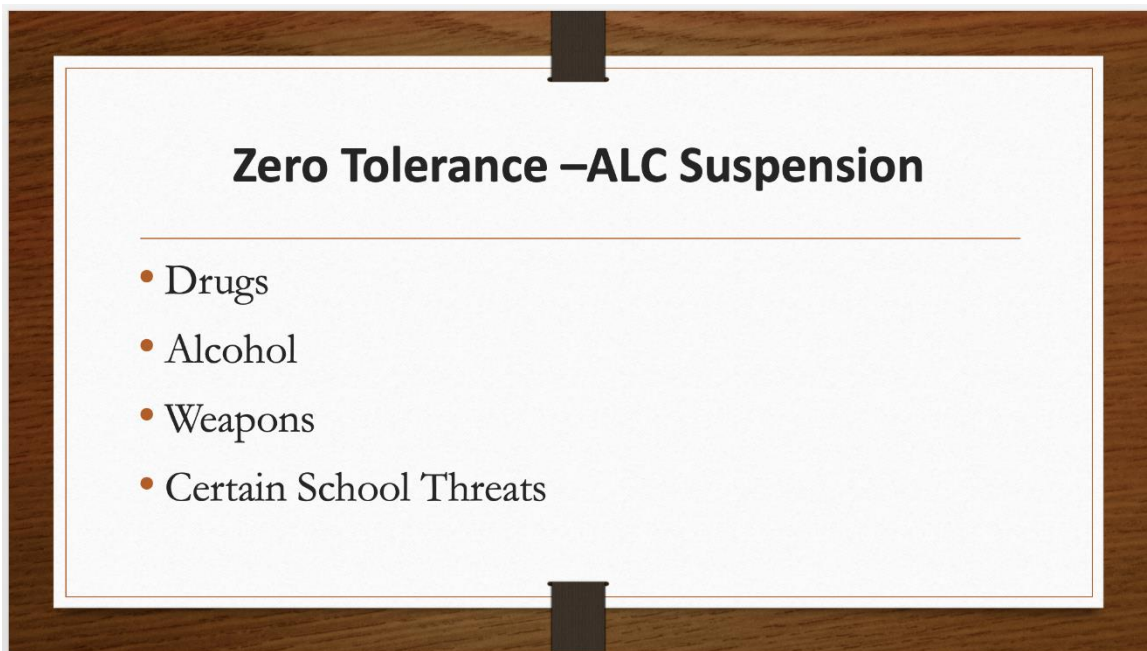 Zero Tolerance –ALC Suspension
• Drugs
• Alcohol
• Weapons
• Certain School Threats